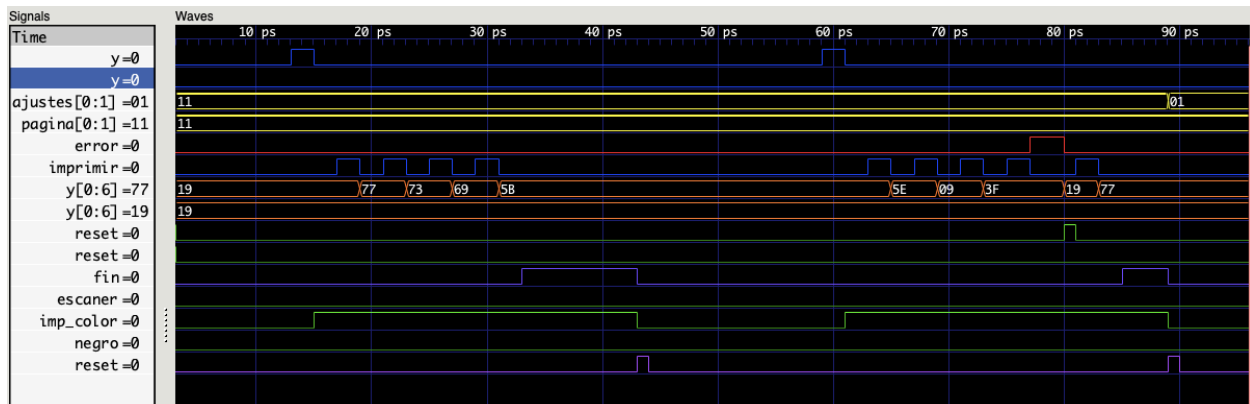 Signals Waves
Time 10 ps 20 ps 30 ps 40 ps 50 ps 60 ps 70 ps 80 ps 90 ps
y=0
y=0
ajustes[0:1] =01 11 01
pagina[0:1] =11 11
error=0
imprimir=0
y[0:6] =77 19 77 73 69 5B 5E 09 3F 19 77
y[0:6] =19 19
reset=0
reset=0
fin=0
escaner=0
imp_color=0
negro=0
reset=0